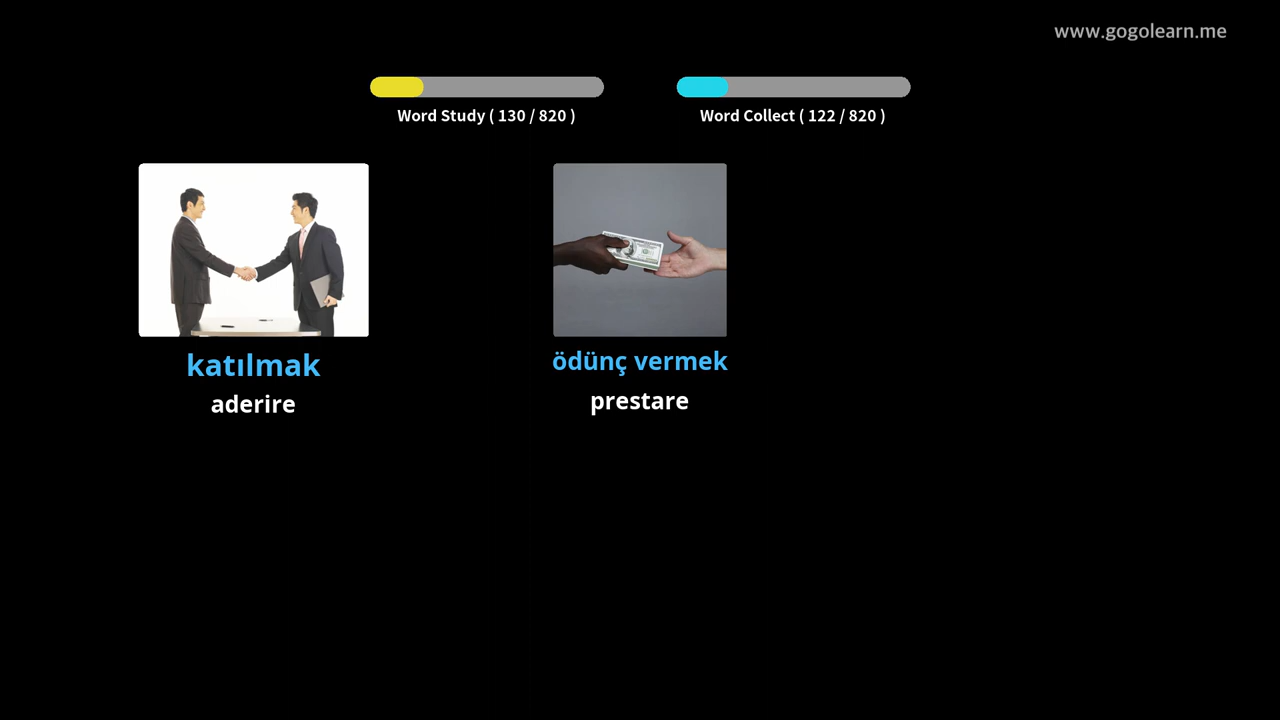 www.gogolearn.me
Word Study ( 130 / 820 )
Word Collect ( 122 / 820 )
katılmak
aderire
ödünç vermek
prestare